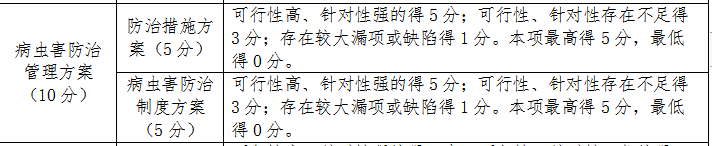 病虫害防治
管理方案
（10 分）
防治措施方
案（5 分）
可行性高、针对性强的得 5 分；可行性、针对性存在不足得
3 分；存在较大漏项或缺陷得 1 分。本项最高得 5 分，最低
得 0 分。
病虫害防治
制度方案
（5 分）
可行性高、针对性强的得 5 分；可行性、针对性存在不足得
3 分；存在较大漏项或缺陷得 1 分。本项最高得 5 分，最低
得 0 分。